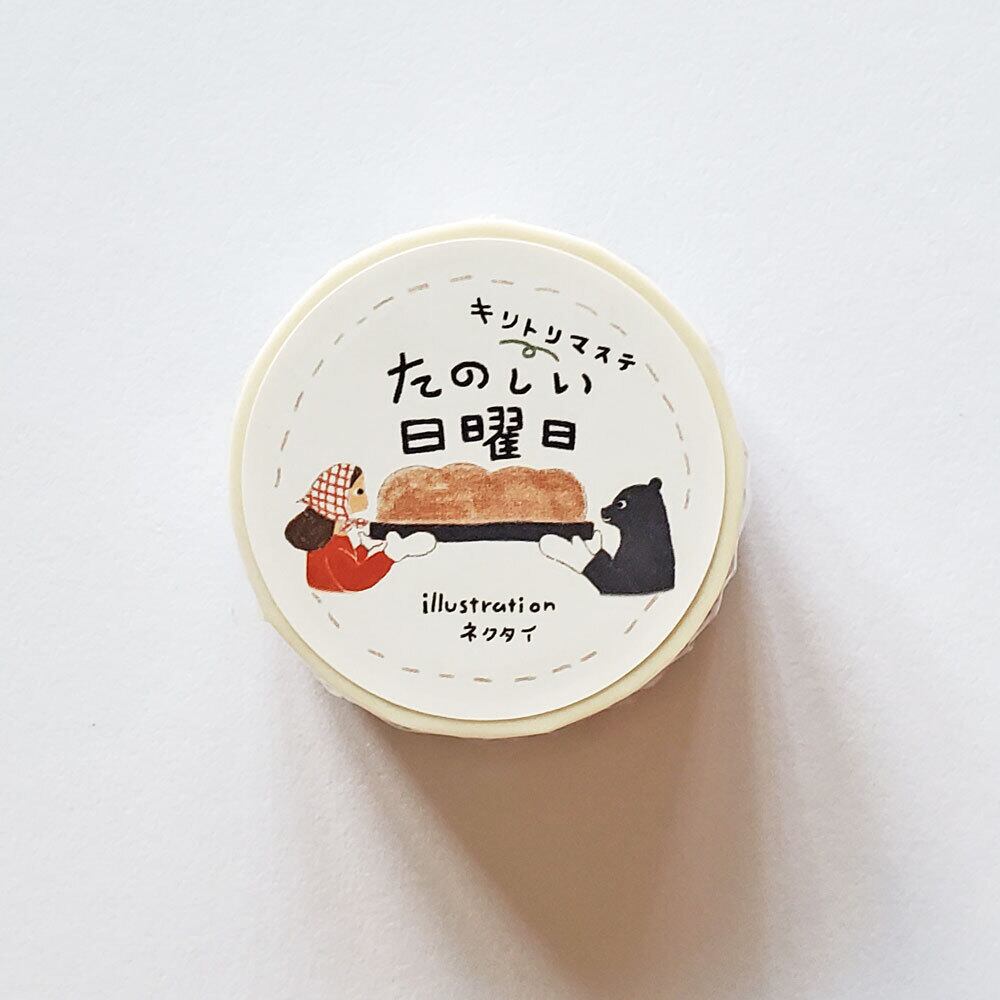 キリトリマステ
たのしい
日曜日
illustration
ネクタイ